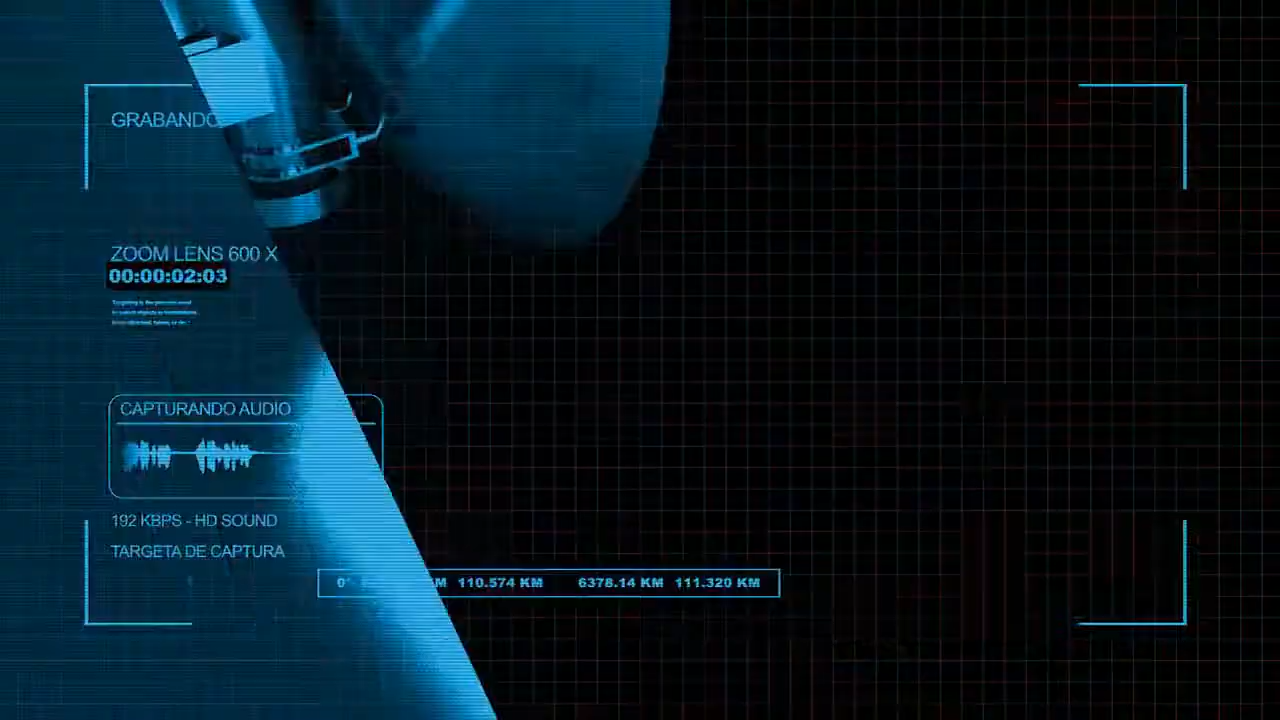 GRABANDO
ZOOM LENS 600 X
00:00:02:03
CAPTURANDO AUDIO
192 KBPS - HD SOUND
TARGETA DE CAPTURA
0° M 110.574 KM 6378.14 KM 111.320 KM